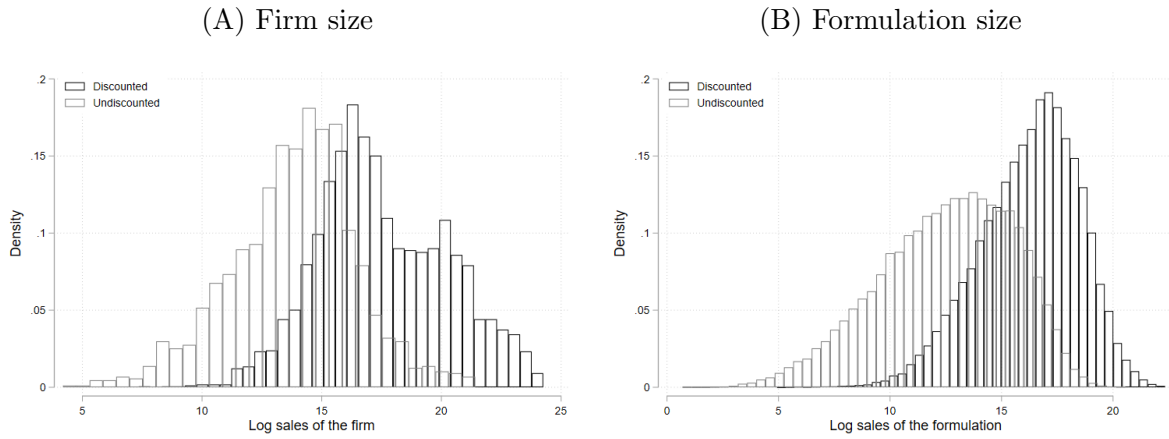 (A) Firm size
.2
.15
.1
.05
0
Density
Discounted
Undiscounted
5 10 15 20 25
Log sales of the firm
(B) Formulation size
.2
.15
.1
.05
0
Density
Discounted
Undiscounted
0 5 10 15 20
Log sales of the formulation